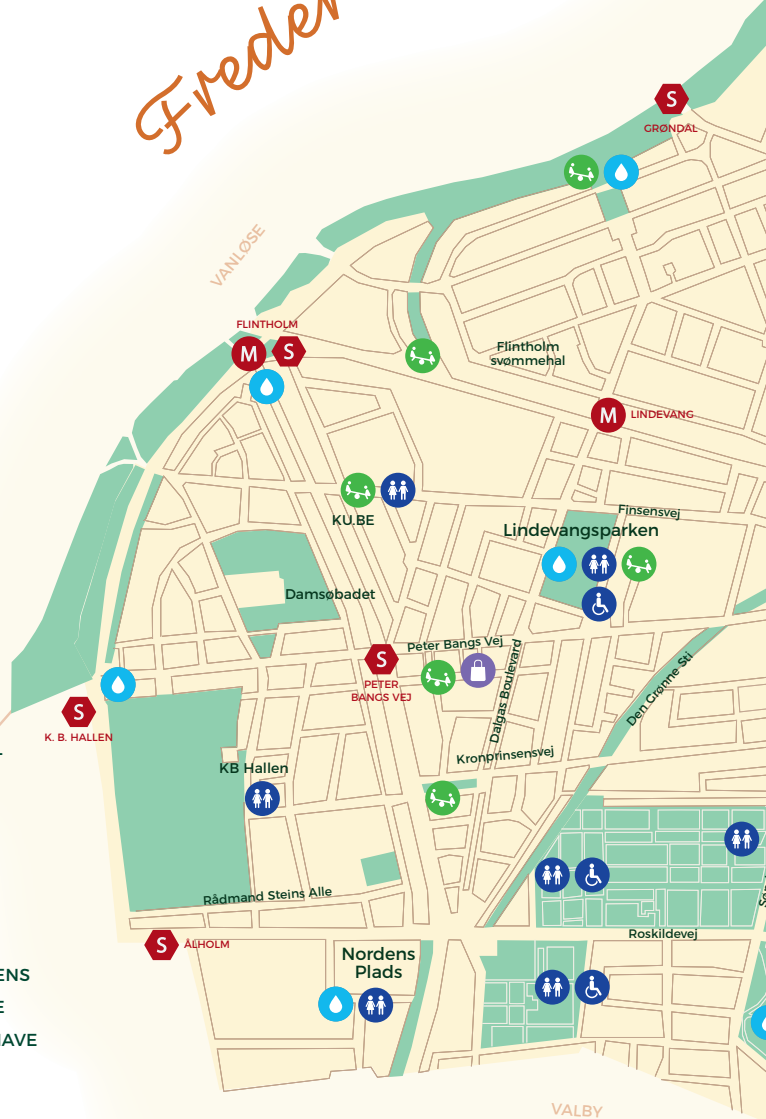 Freder
S
GRØNDAL
VANLØSE
FLINTHOLM
M S
Flintholm
svømmehal
M LINDEVANG
KU.BE
Finsensvej
Lindevangsparken
Damsøbadet
Peter Bangs Vej
S
PETER
BANGS VEJ
Dalgas Boulevard
Den Grønne Sti
S
K. B. HALLEN
Kronprinsensvej
KB Hallen
Rådmand Steins Alle
Roskildevej
S ÅLHOLM
Nordens
Plads
ENS
E
HAVE
VALBY